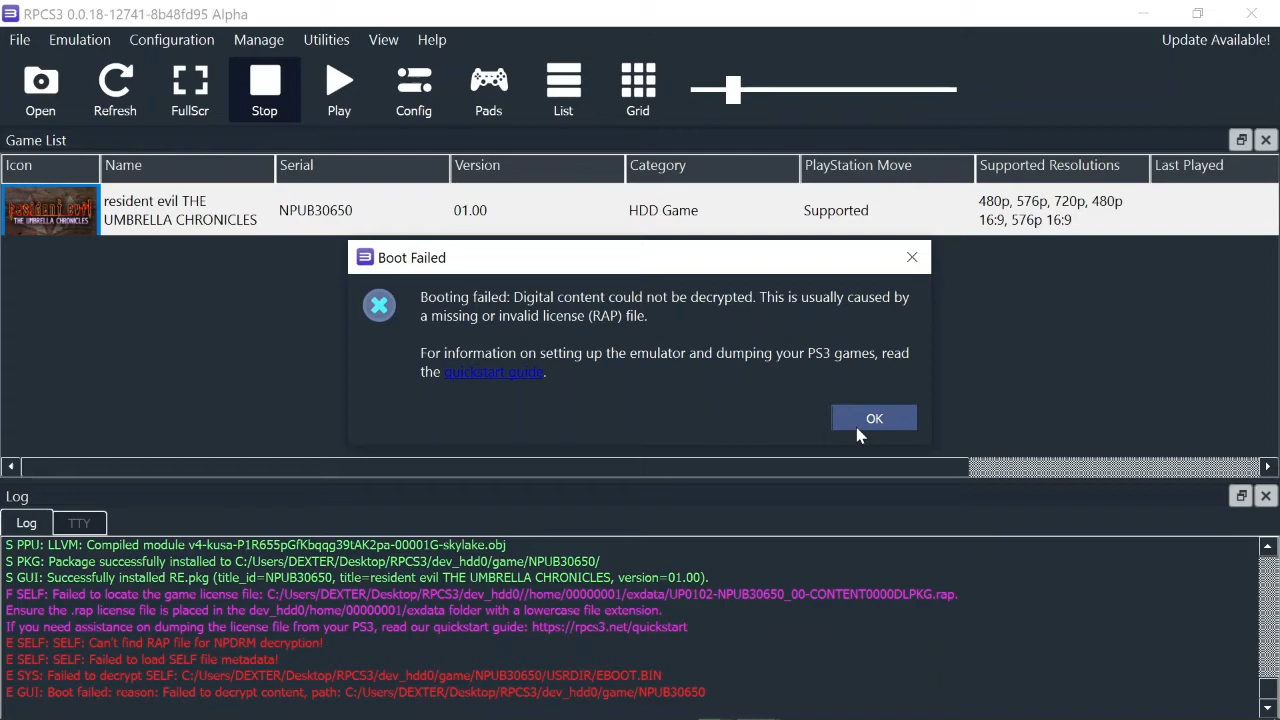 RPCS3 0.0.18-12741-8b48fd95 Alpha
File Emulation Configuration Manage Utilities View Help Update Available!
Open Refresh FullScr Stop Play Config Pads List Grid
Game List
Icon Name Serial Version Category PlayStation Move Supported Resolutions Last Played
resident evil
THE UMBRELLA CHRONICLES
resident evil THE
UMBRELLA CHRONICLES
NPUB30650
01.00
HDD Game
Supported
480p, 576p, 720p, 480p
16:9, 576p 16:9
Boot Failed
Booting failed: Digital content could not be decrypted. This is usually caused by
a missing or invalid license (RAP) file.
For information on setting up the emulator and dumping your PS3 games, read
the quickstart guide.
OK
Log
Log TTY
S PPU: LLVM: Compiled module v4-kusa-P1R655pGfKbqqg39tAK2pa-00001G-skylake.obj
S PKG: Package successfully installed to C:/Users/DEXTER/Desktop/RPCS3/dev_hdd0/game/NPUB30650/
S GUI: Successfully installed RE.pkg (title_id=NPUB30650, title=resident evil THE UMBRELLA CHRONICLES, version=01.00).
F SELF: Failed to locate the game license file: C:/Users/DEXTER/Desktop/RPCS3/dev_hdd0//home/00000001/exdata/UP0102-NPUB30650_00-CONTENT0000DLPKG.rap.
Ensure the .rap license file is placed in the dev_hdd0/home/00000001/exdata folder with a lowercase file extension.
If you need assistance on dumping the license file from your PS3, read our quickstart guide: https://rpcs3.net/quickstart
E SELF: SELF: Can't find RAP file for NPDRM decryption!
E SELF: SELF: Failed to load SELF file metadata!
E SYS: Failed to decrypt SELF: C:/Users/DEXTER/Desktop/RPCS3/dev_hdd0/game/NPUB30650/USRDIR/EBOOT.BIN
E GUI: Boot failed: reason: Failed to decrypt content, path: C:/Users/DEXTER/Desktop/RPCS3/dev_hdd0/game/NPUB30650